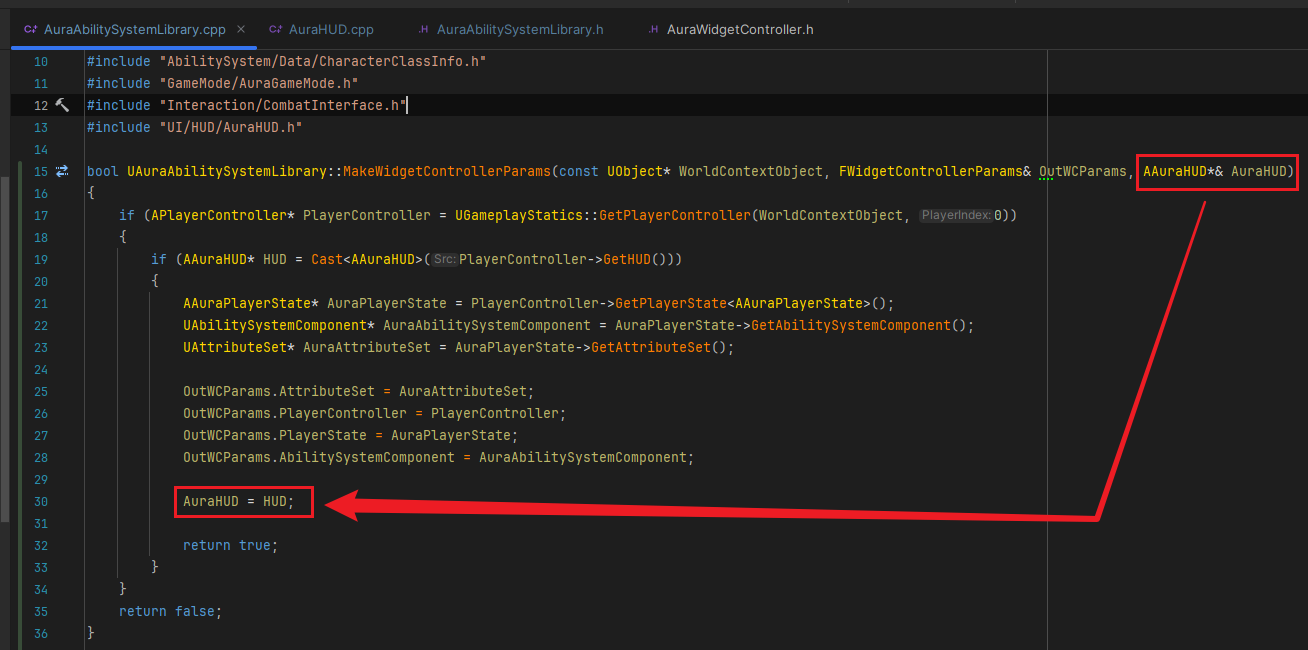 C++ AuraAbilitySystemLibrary.cpp × C++ AuraHUD.cpp .H AuraAbilitySystemLibrary.h .H AuraWidgetController.h
10 #include "AbilitySystem/Data/CharacterClassInfo.h"
11 #include "GameMode/AuraGameMode.h"
12 #include "Interaction/CombatInterface.h"
13 #include "UI/HUD/AuraHUD.h"
14
15 bool UAuraAbilitySystemLibrary::MakeWidgetControllerParams(const UObject* WorldContextObject, FWidgetControllerParams& OutWCParams, AAuraHUD*& AuraHUD)
16 {
17 if (APlayerController* PlayerController = UGameplayStatics::GetPlayerController(WorldContextObject, PlayerIndex: 0))
18 {
19 if (AAuraHUD* HUD = Cast<AAuraHUD>(Src: PlayerController->GetHUD()))
20 {
21 AAuraPlayerState* AuraPlayerState = PlayerController->GetPlayerState<AAuraPlayerState>();
22 UAbilitySystemComponent* AuraAbilitySystemComponent = AuraPlayerState->GetAbilitySystemComponent();
23 UAttributeSet* AuraAttributeSet = AuraPlayerState->GetAttributeSet();
24
25 OutWCParams.AttributeSet = AuraAttributeSet;
26 OutWCParams.PlayerController = PlayerController;
27 OutWCParams.PlayerState = AuraPlayerState;
28 OutWCParams.AbilitySystemComponent = AuraAbilitySystemComponent;
29
30 AuraHUD = HUD;
31
32 return true;
33 }
34 }
35 return false;
36 }